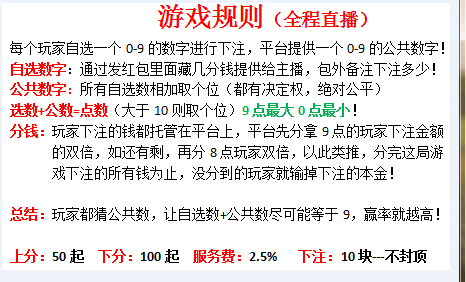 游戏规则（全程直播）
每个玩家自选一个 0-9 的数字进行下注，平台提供一个 0-9 的公共数字！
自选数字：通过发红包里面藏几分钱提供给主播，包外备注下注多少！
公共数字：所有自选数相加取个位（都有决定权，绝对公平）
选数+公数=点数（大于 10 则取个位）9 点最大 0 点最小！
分钱：玩家下注的钱都托管在平台上，平台先分拿 9 点的玩家下注金额
的双倍，如还有剩，再分 8 点玩家双倍，以此类推，分完这局游
戏下注的所有钱为止，没分到的玩家就输掉下注的本金！
总结：玩家都猜公共数，让自选数+公共数尽可能等于 9，赢率就越高！
上分：50 起 下分：100 起 服务费：2.5% 下注：10 块---不封顶